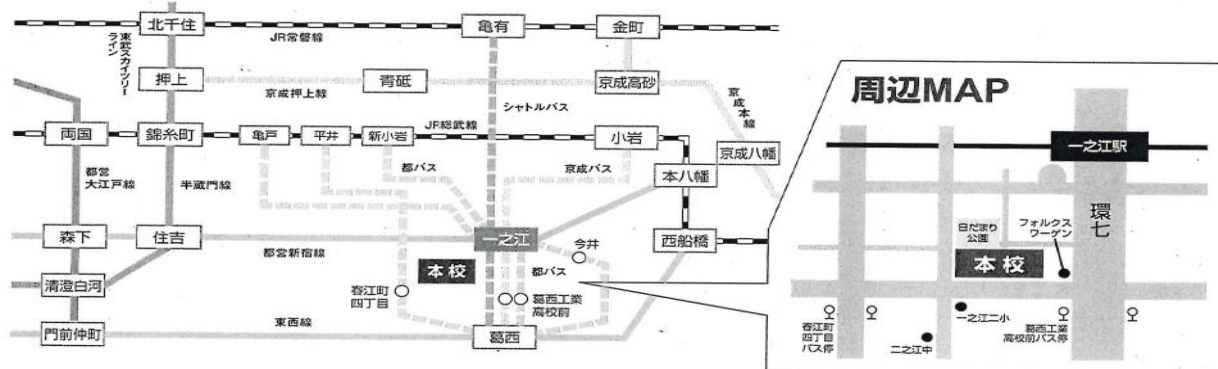 北千住
亀有
金町
JR常磐線
東武スカイツリー
ライン
押上
青砥
京成高砂
京成押上線
シャトルバス
京成本線
両国
錦糸町
亀戸
平井
新小岩
JR総武線
小岩
京成八幡
都営
大江戸線
半蔵門線
都バス
京成バス
本八幡
森下
住吉
一之江
今井
西船橋
都営新宿線
本校
都バス
清澄白河
春江町
四丁目
葛西工業
高校前
門前仲町
東西線
葛西
周辺MAP
一之江駅
環七
日だまり
公園
フォルクス
ワーゲン
本校
春江町
四丁目
バス停
一之江二小
二之江中
葛西工業
高校前バス停